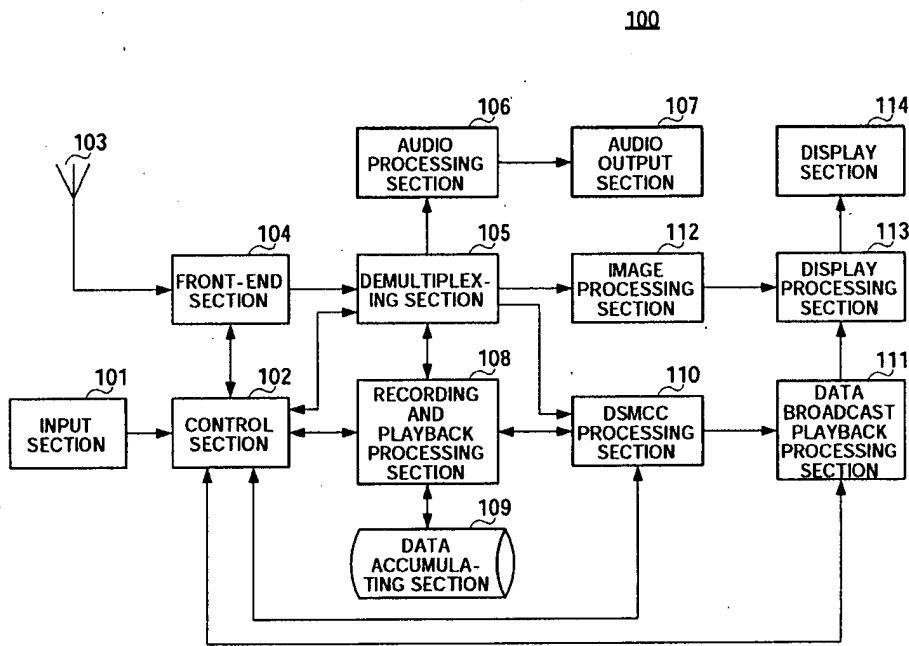 100
103
106
AUDIO
PROCESSING
SECTION
107
AUDIO
OUTPUT
SECTION
114
DISPLAY
SECTION
104
FRONT-END
SECTION
105
DEMULTIPLEX-
ING SECTION
112
IMAGE
PROCESSING
SECTION
113
DISPLAY
PROCESSING
SECTION
101
INPUT
SECTION
102
CONTROL
SECTION
108
RECORDING
AND
PLAYBACK
PROCESSING
SECTION
110
DSMCC
PROCESSING
SECTION
111
DATA
BROADCAST
PLAYBACK
PROCESSING
SECTION
109
DATA
ACCUMULA-
TING SECTION